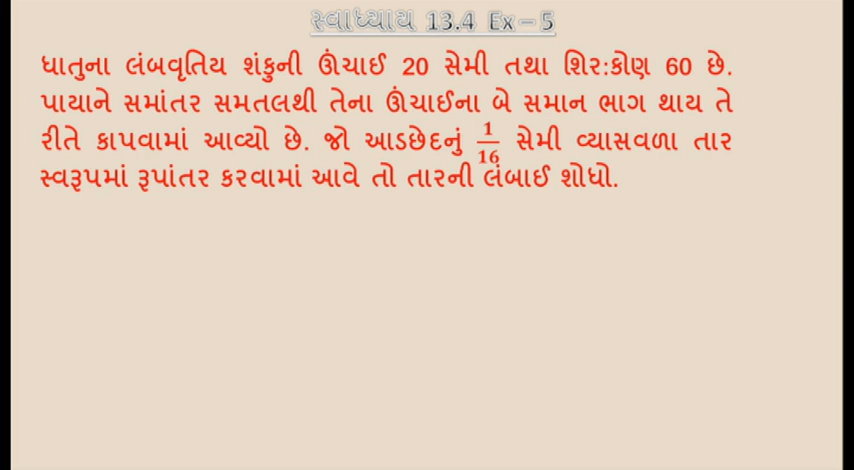 સ્વાધ્યાય 13.4 Ex – 5
ધાતુના લંબવૃતિય શંકુની ઊંચાઈ 20 સેમી તથા શિર:કોણ 60 છે.
પાયાને સમાંતર સમતલથી તેના ઊંચાઈના બે સમાન ભાગ થાય તે
રીતે કાપવામાં આવ્યો છે. જો આડછેદનું 1/16 સેમી વ્યાસવળા તાર
સ્વરૂપમાં રૂપાંતર કરવામાં આવે તો તારની લંબાઈ શોધો.